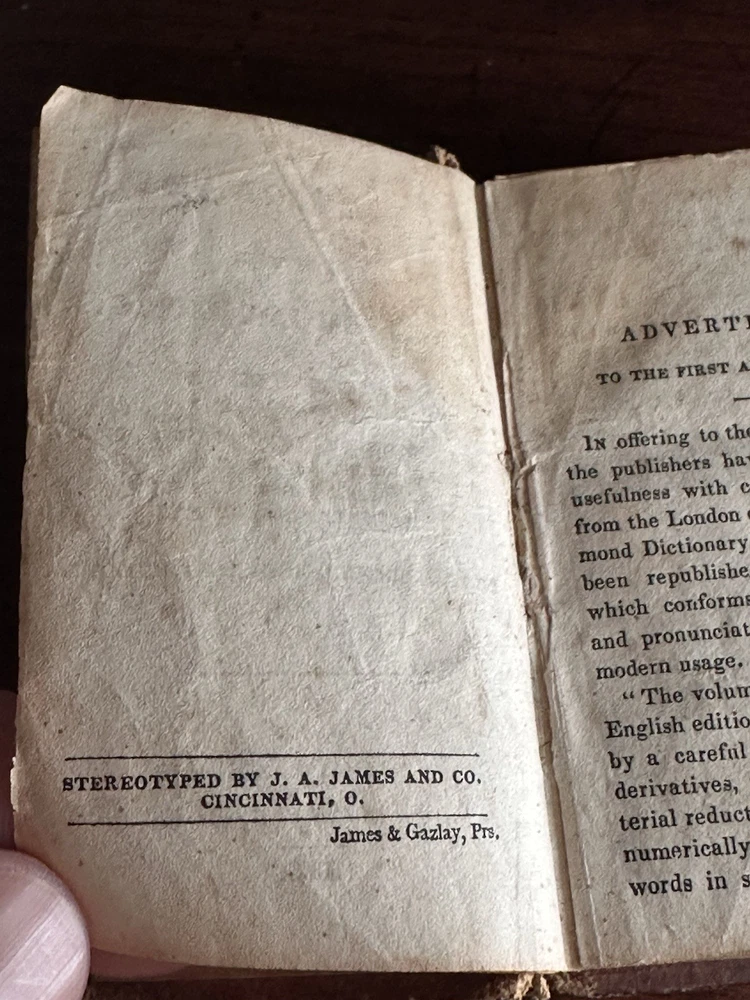 STEREOTYPED BY J. A. JAMES AND CO.
CINCINNATI, O.
James & Gazlay, Prs.
ADVERTI
TO THE FIRST A
IN offering to the
the publishers hav
usefulness with c
from the London
mond Dictionary
been republishe
which conforms
and pronunciat
modern usage.
"The volum
English editio
by a careful
derivatives,
terial reduct
numerically
words in s